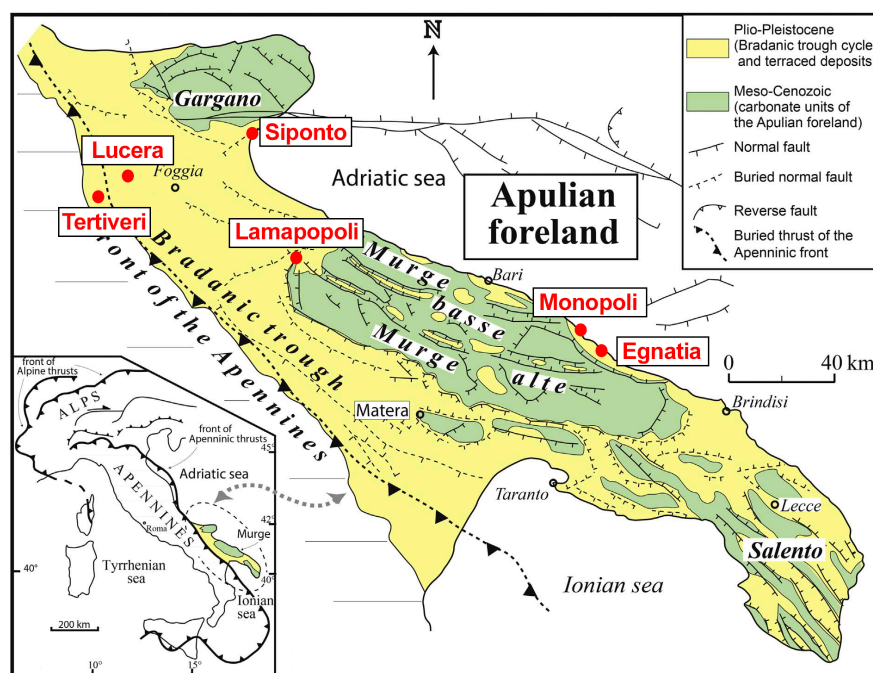 N
Gargano
Siponto
Lucera
Foggia
Tertiveri
Adriatic sea
Apulian
foreland
Lamapopoli
Bradanic trough
front of the Apennines
Murge
basse
Murge
alte
Bari
Monopoli
Egnatia
0 40 km
Matera
Brindisi
Taranto
Lecce
Salento
Ionian sea
Plio-Pleistocene
(Bradanic trough cycle
and terraced deposits
Meso-Cenozoic
(carbonate units of
the Apulian foreland)
Normal fault
Buried normal fault
Reverse fault
Buried thrust of the
Apenninic front
front of
Alpine thrusts
ALPS
front of
Apenninic thrusts
Adriatic sea
APENNINES
Roma
Murge
Tyrrhenian
sea
Ionian
sea
45°
42°
40°
40°
200 km
10°
15°